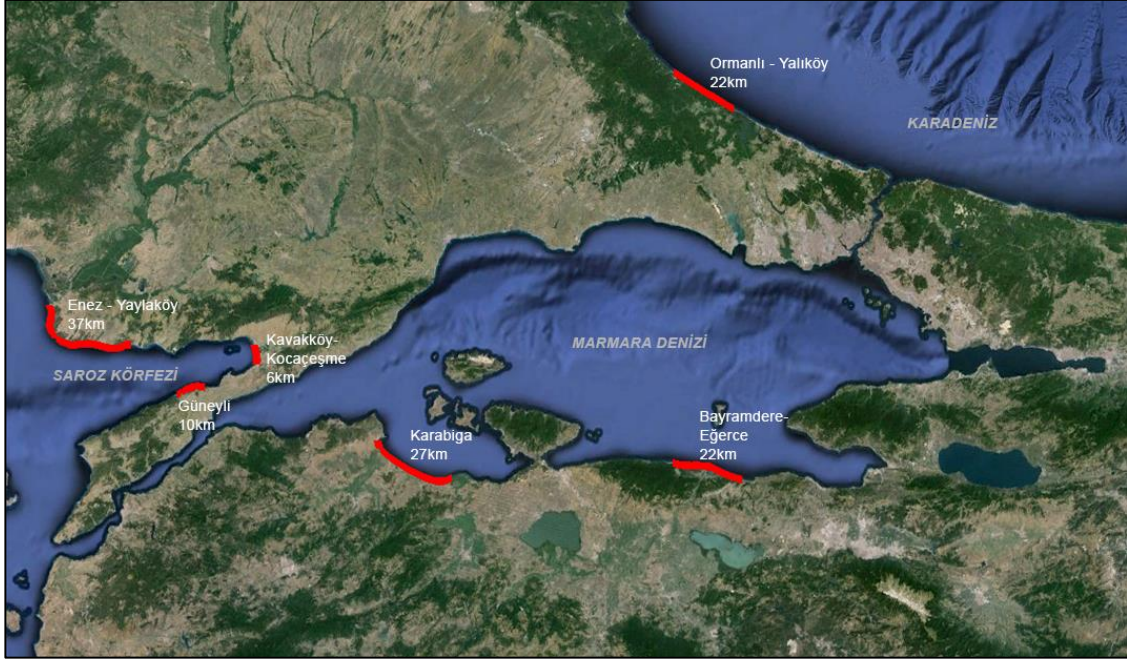 Ormanlı - Yalıköy
22km
KARADENİZ
Enez - Yaylaköy
37km
Kavakköy-
Kocaçeşme
6km
MARMARA DENİZİ
SAROZ KÖRFEZİ
Güneyli
10km
Karabiga
27km
Bayramdere-
Eğerce
22km